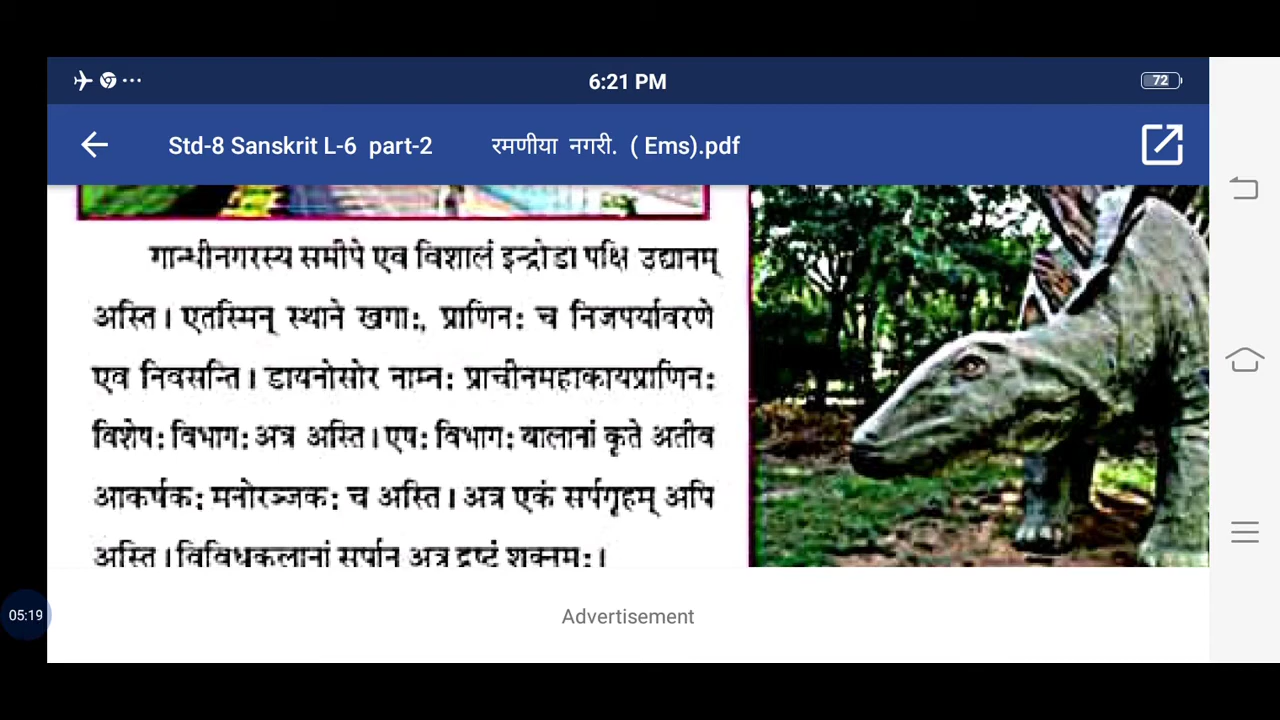 6:21 PM
72
Std-8 Sanskrit L-6 part-2 रमणीया नगरी. ( Ems).pdf
गान्धीनगरस्य समीपे एव विशालं इन्द्रोडा पक्षि उद्यानम्
अस्ति। एतस्मिन् स्थाने खगाः, प्राणिनः च निजपर्यावरणे
एव निवसन्ति। डायनोसोर नाम्नः प्राचीनमहाकायप्राणिनः
विशेषः विभागः अत्र अस्ति। एषः विभागः बालानां कृते अतीव
आकर्षकः मनोरञ्जकः च अस्ति। अत्र एकं सर्पगृहम् अपि
अस्ति। विविधकुलानां सर्पान् अत्र द्रष्टुं शक्नुमः।
05:19
Advertisement